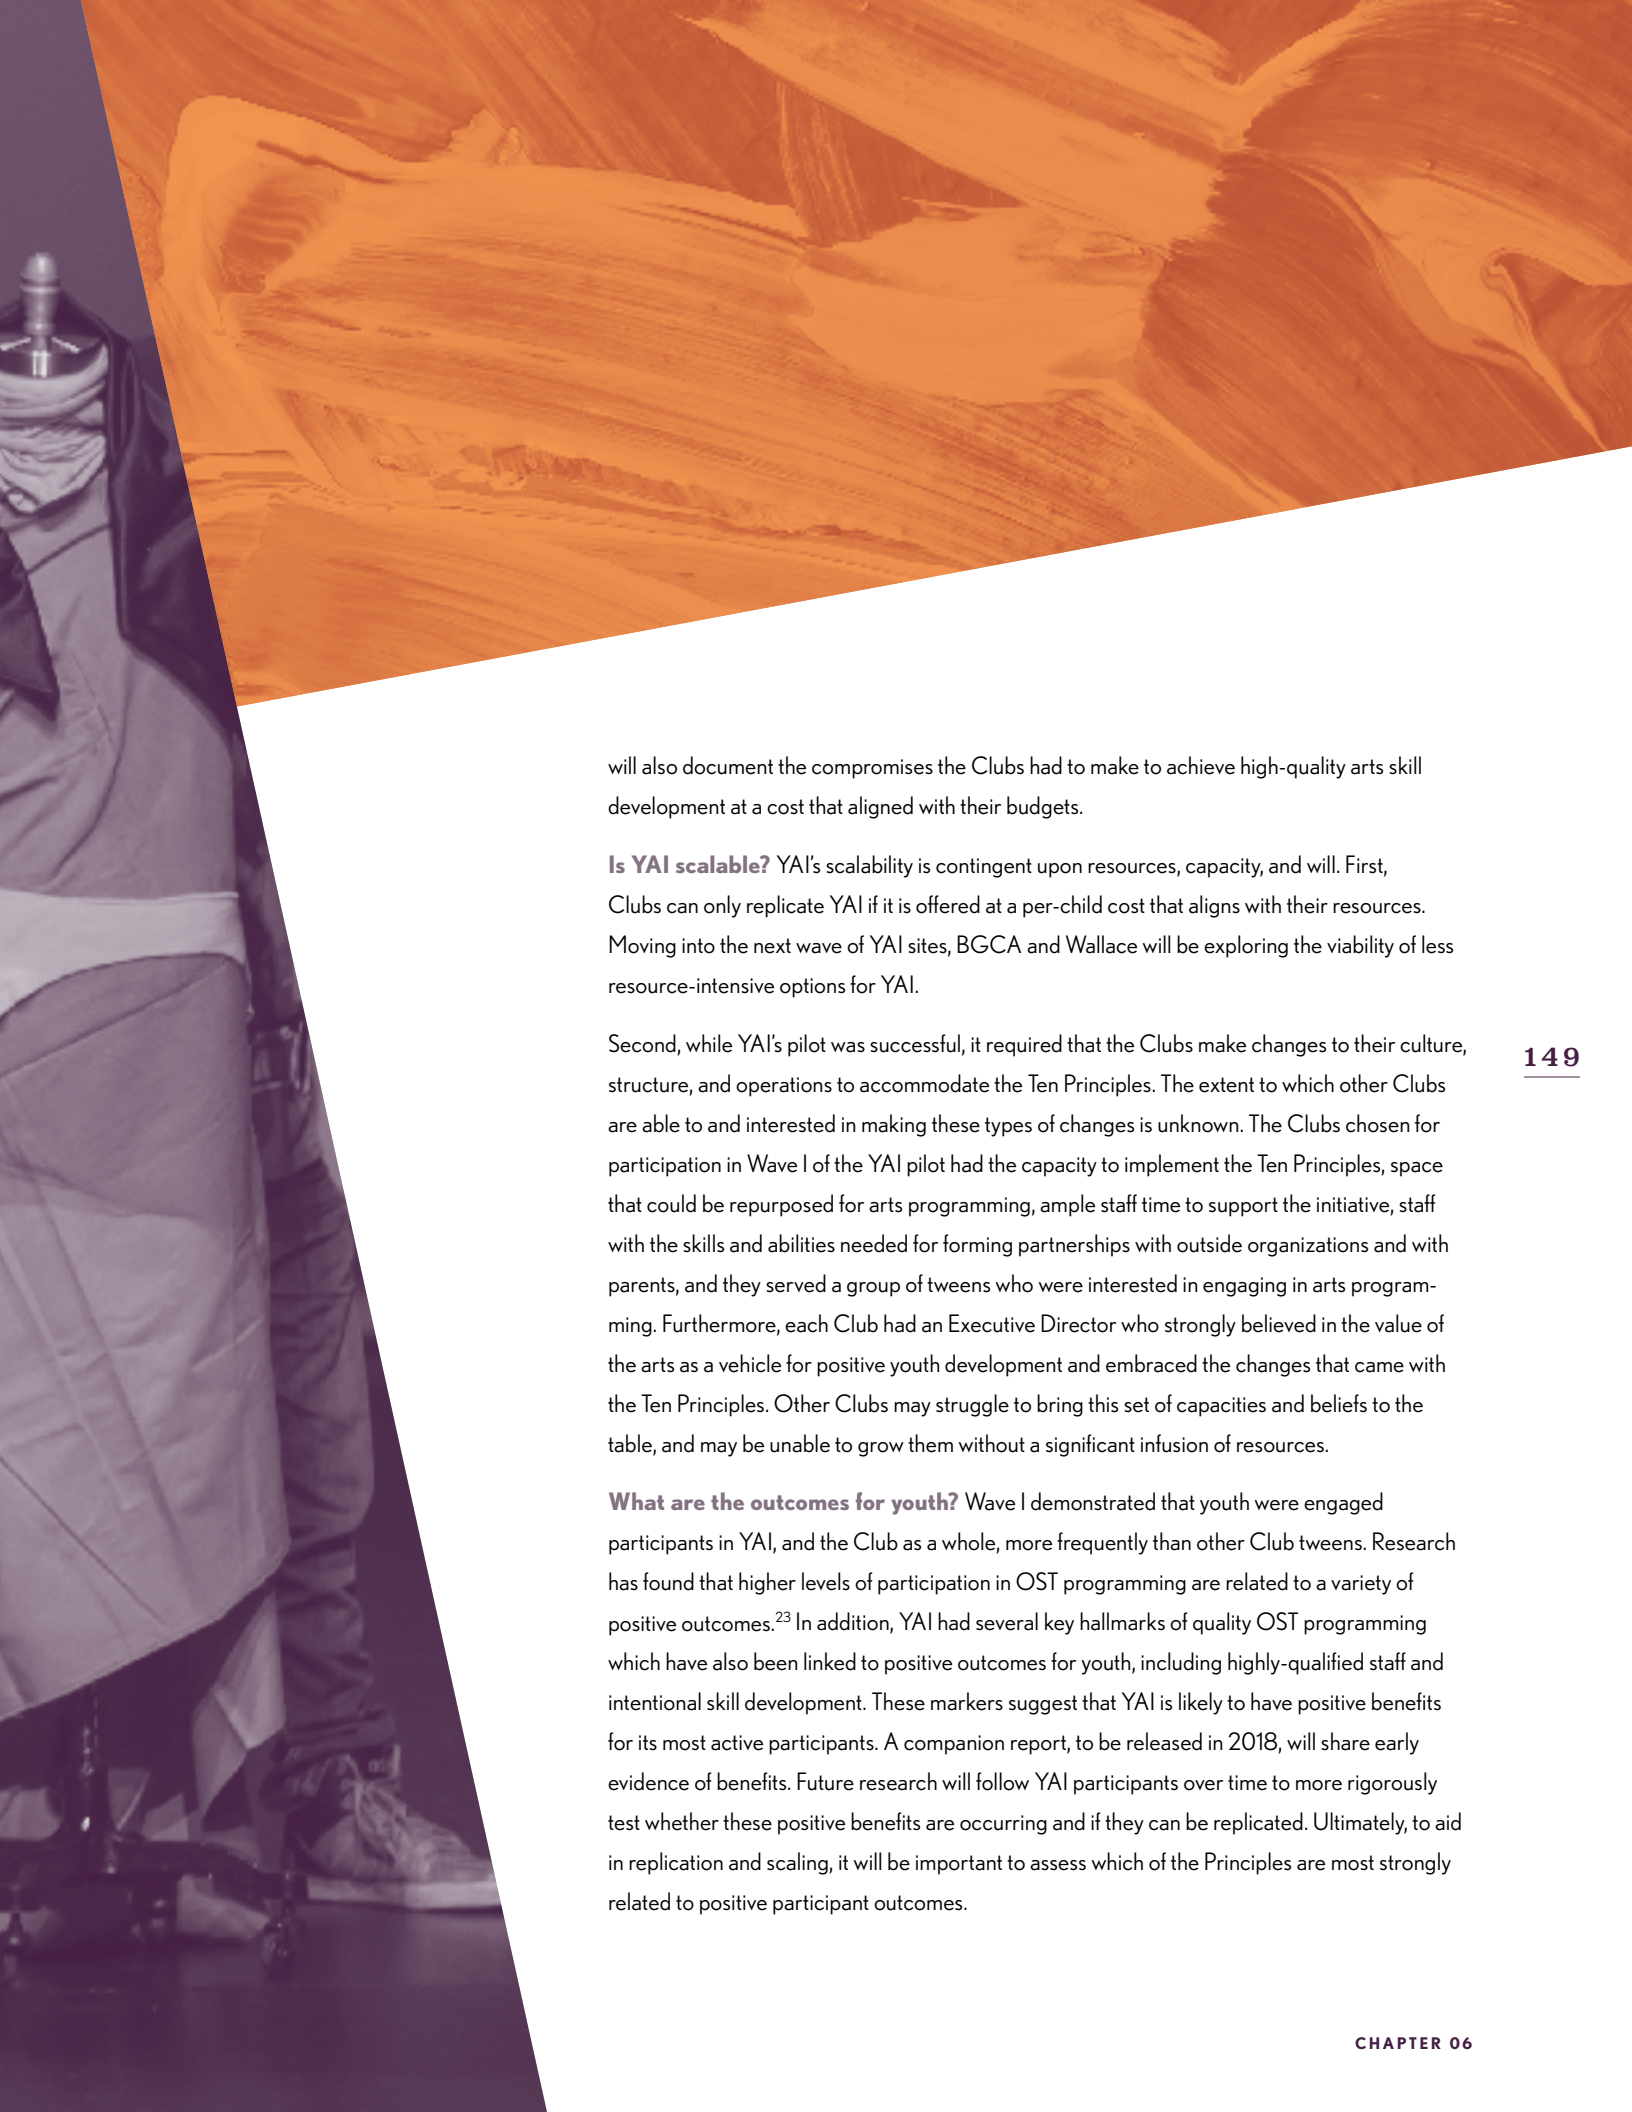 will also document the compromises the Clubs had to make to achieve high-quality arts skill
development at a cost that aligned with their budgets.
Is YAI scalable? YAI’s scalability is contingent upon resources, capacity, and will. First,
Clubs can only replicate YAI if it is offered at a per-child cost that aligns with their resources.
Moving into the next wave of YAI sites, BGCA and Wallace will be exploring the viability of less
resource-intensive options for YAI.
Second, while YAI’s pilot was successful, it required that the Clubs make changes to their culture,
structure, and operations to accommodate the Ten Principles. The extent to which other Clubs
are able to and interested in making these types of changes is unknown. The Clubs chosen for
participation in Wave I of the YAI pilot had the capacity to implement the Ten Principles, space
that could be repurposed for arts programming, ample staff time to support the initiative, staff
with the skills and abilities needed for forming partnerships with outside organizations and with
parents, and they served a group of tweens who were interested in engaging in arts program-
ming. Furthermore, each Club had an Executive Director who strongly believed in the value of
the arts as a vehicle for positive youth development and embraced the changes that came with
the Ten Principles. Other Clubs may struggle to bring this set of capacities and beliefs to the
table, and may be unable to grow them without a significant infusion of resources.
149
What are the outcomes for youth? Wave I demonstrated that youth were engaged
participants in YAI, and the Club as a whole, more frequently than other Club tweens. Research
has found that higher levels of participation in OST programming are related to a variety of
positive outcomes.23 In addition, YAI had several key hallmarks of quality OST programming
which have also been linked to positive outcomes for youth, including highly-qualified staff and
intentional skill development. These markers suggest that YAI is likely to have positive benefits
for its most active participants. A companion report, to be released in 2018, will share early
evidence of benefits. Future research will follow YAI participants over time to more rigorously
test whether these positive benefits are occurring and if they can be replicated. Ultimately, to aid
in replication and scaling, it will be important to assess which of the Principles are most strongly
related to positive participant outcomes.
CHAPTER 06